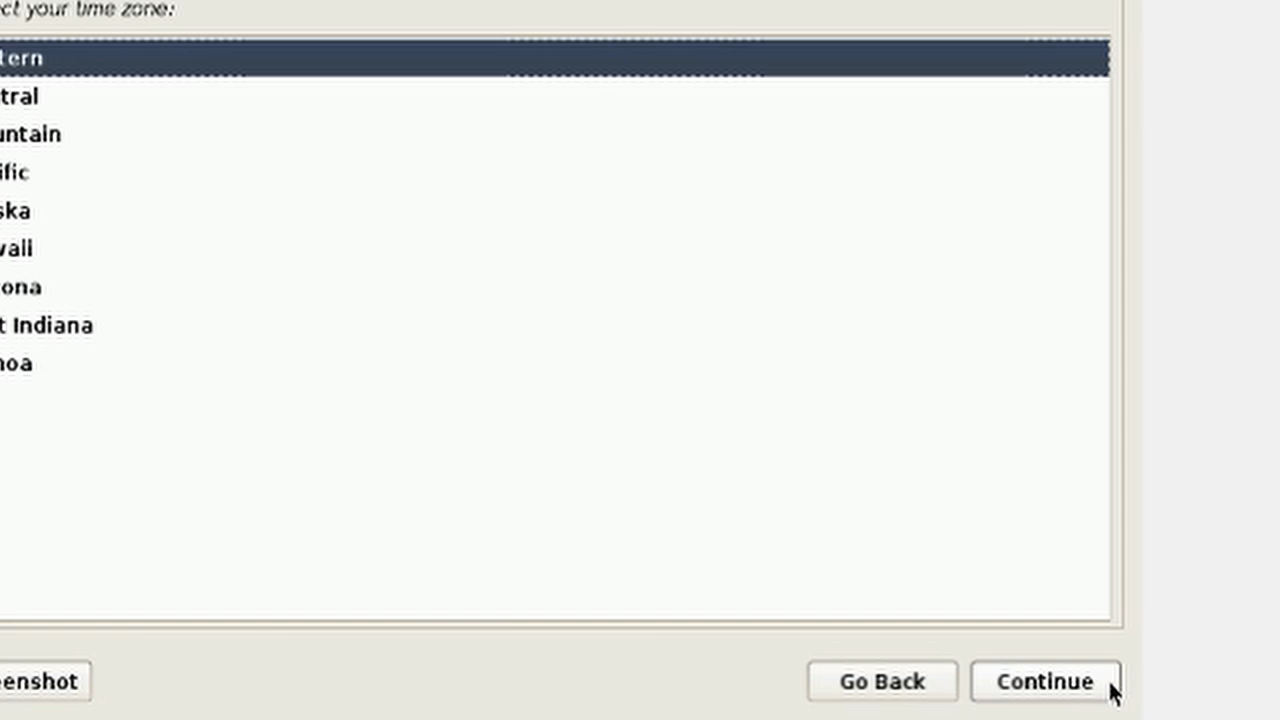 ct your time zone:
tern
tral
untain
ific
ska
vaii
ona
t Indiana
noa
eenshot
Go Back
Continue